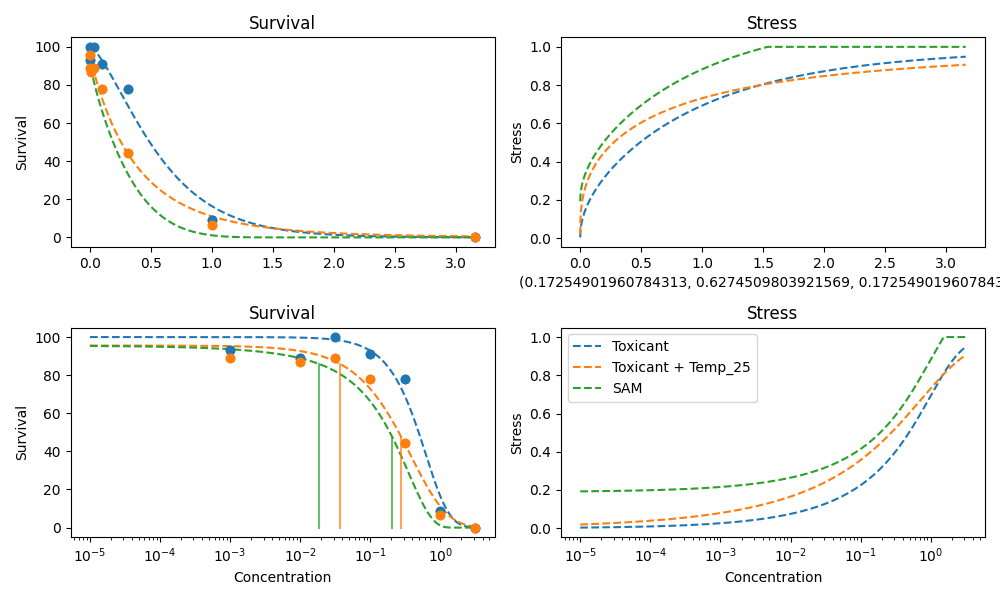 Survival
Survival
100
80
60
40
20
0
0.0 0.5 1.0 1.5 2.0 2.5 3.0
Stress
Stress
1.0
0.8
0.6
0.4
0.2
0.0
0.0 0.5 1.0 1.5 2.0 2.5 3.0
(0.17254901960784313, 0.6274509803921569, 0.172549019607843
Survival
Survival
100
80
60
40
20
0
10⁻⁵ 10⁻⁴ 10⁻³ 10⁻² 10⁻¹ 10⁰
Concentration
Stress
Stress
1.0
0.8
0.6
0.4
0.2
0.0
Toxicant
Toxicant + Temp_25
SAM
10⁻⁵ 10⁻⁴ 10⁻³ 10⁻² 10⁻¹ 10⁰
Concentration